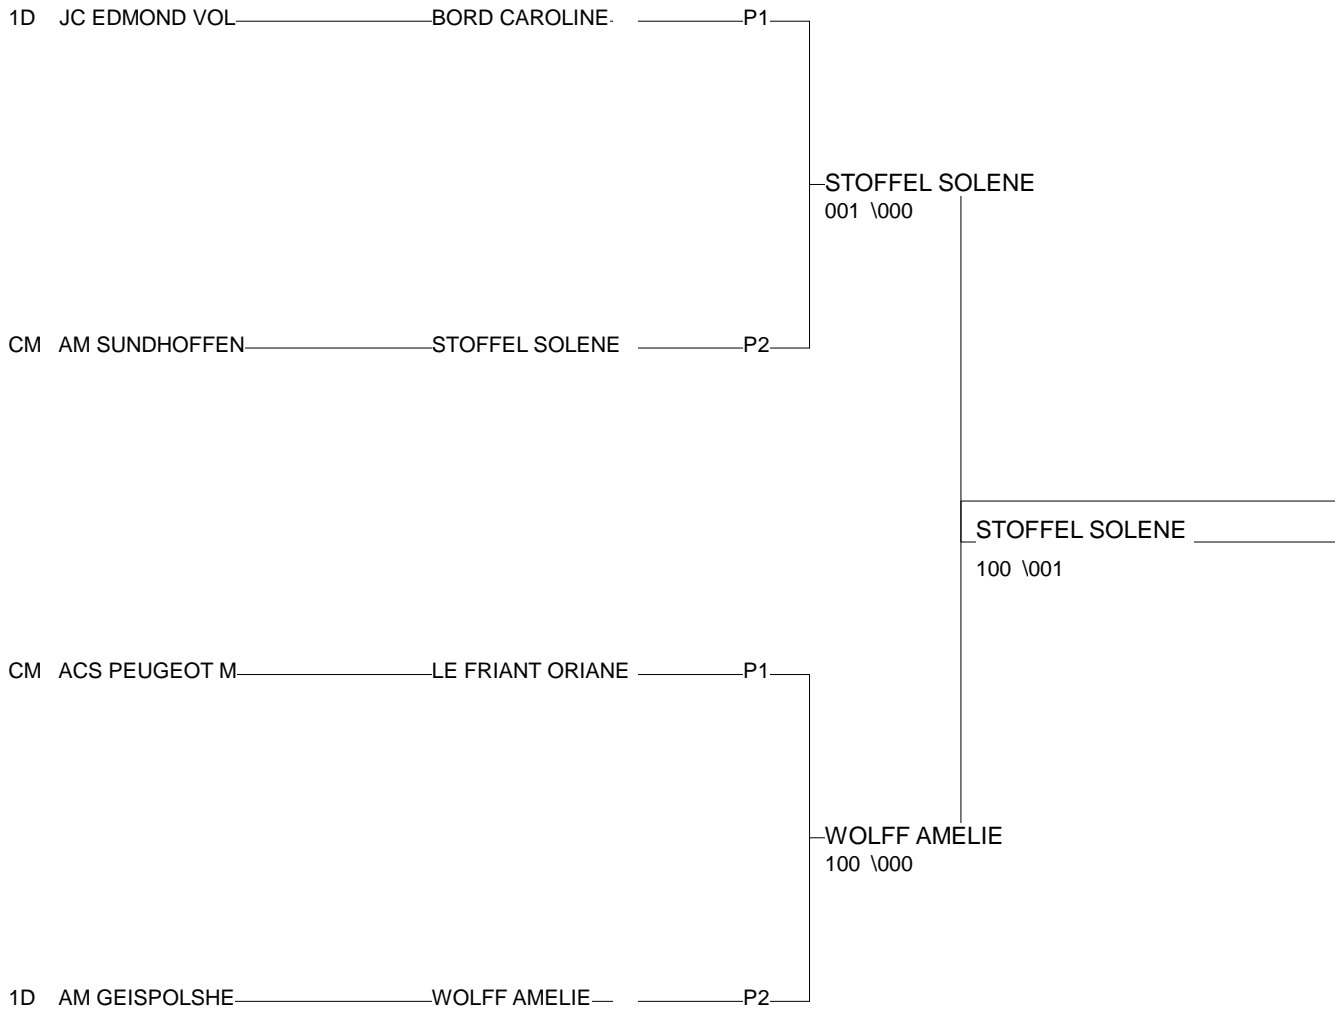 1D JC EDMOND VOL BORD CAROLINE P1
STOFFEL SOLENE
001 \000
CM AM SUNDHOFFEN STOFFEL SOLENE P2
STOFFEL SOLENE
100 \001
CM ACS PEUGEOT M LE FRIANT ORIANE P1
WOLFF AMELIE
100 \000
1D AM GEISPOLSHE WOLFF AMELIE P2